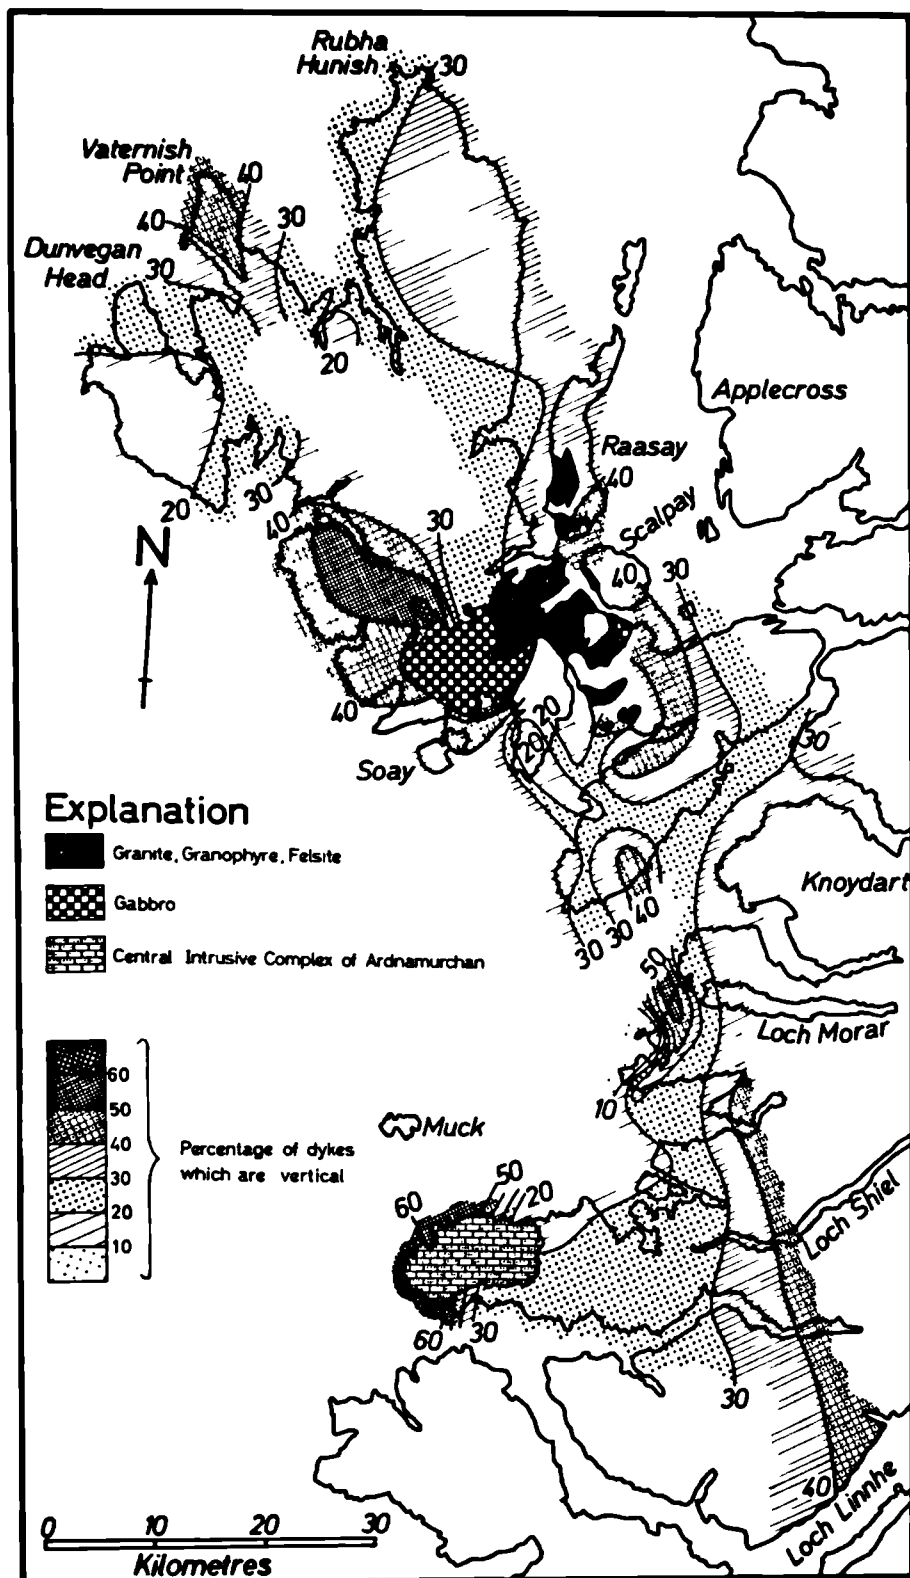 Rubha
Hunish
30
Vaternish
Point
40
40
30
Dunvegan
Head
30
20
Applecross
Raasay
40
20
30
40
30
Scalpay
40
30
N
40
20
20
30
Soay
Explanation
Granite, Granophyre, Felsite
Gabbro
Central Intrusive Complex of Ardnamurchan
Knoydart
40
30
30
50
Loch Morar
10
60
50
40
30
20
10
Percentage of dykes
which are vertical
Muck
50
20
60
Loch Shiel
60
30
30
40
Loch Linnhe
0 10 20 30
Kilometres